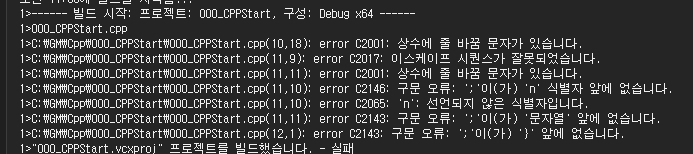 1>------ 빌드 시작: 프로젝트: 000_CPPStart, 구성: Debug x64 ------
1>000_CPPStart.cpp
1>C:\GM\Cpp\000_CPPStart\000_CPPStart.cpp(10,18): error C2001: 상수에 줄 바꿈 문자가 있습니다.
1>C:\GM\Cpp\000_CPPStart\000_CPPStart.cpp(11,9): error C2017: 이스케이프 시퀀스가 잘못되었습니다.
1>C:\GM\Cpp\000_CPPStart\000_CPPStart.cpp(11,11): error C2001: 상수에 줄 바꿈 문자가 있습니다.
1>C:\GM\Cpp\000_CPPStart\000_CPPStart.cpp(11,10): error C2146: 구문 오류: ';'이(가) 'n' 식별자 앞에 없습니다.
1>C:\GM\Cpp\000_CPPStart\000_CPPStart.cpp(11,10): error C2065: 'n': 선언되지 않은 식별자입니다.
1>C:\GM\Cpp\000_CPPStart\000_CPPStart.cpp(11,11): error C2143: 구문 오류: ';'이(가) '문자열' 앞에 없습니다.
1>C:\GM\Cpp\000_CPPStart\000_CPPStart.cpp(12,1): error C2143: 구문 오류: ';'이(가) '}' 앞에 없습니다.
1>"000_CPPStart.vcxproj" 프로젝트를 빌드했습니다. - 실패